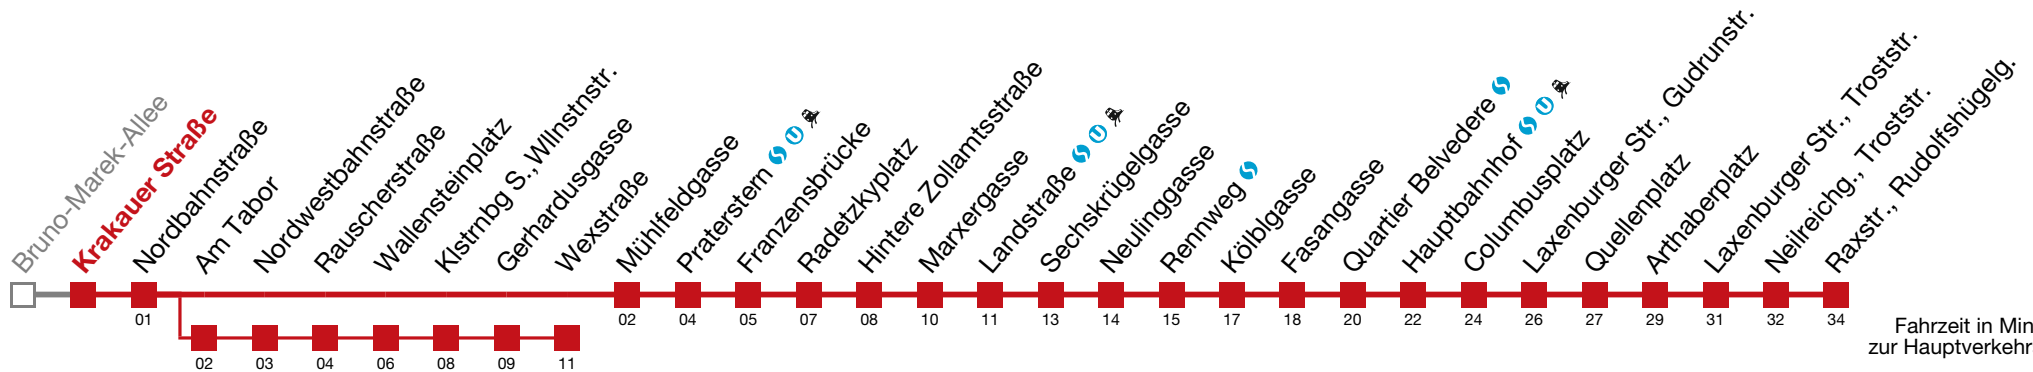 Bruno-Marek-Allee
Krakauer Straße
Nordbahnstraße
Am Tabor
Nordwestbahnstraße
Rauscherstraße
Wallensteinplatz
Klstrnbg S., Wllnstnstr.
Gerhardusgasse
Wexstraße
Mühlfeldgasse
Praterstern S U
Franzensbrücke
Radetzkyplatz
Hintere Zollamtsstraße
Marxergasse
Landstraße S U
Sechskrügelgasse
Neulinggasse
Rennweg S
Kölblgasse
Fasangasse
Quartier Belvedere S
Hauptbahnhof S U
Columbusplatz
Laxenburger Str., Gudrunstr.
Quellenplatz
Arthaberplatz
Laxenburger Str., Troststr.
Neilreichg., Troststr.
Raxstr., Rudolfshügelg.
01 02 04 05 07 08 10 11 13 14 15 17 18 20 22 24 26 27 29 31 32 34
02 03 04 06 08 09 11
Fahrzeit in Min
zur Hauptverkehr